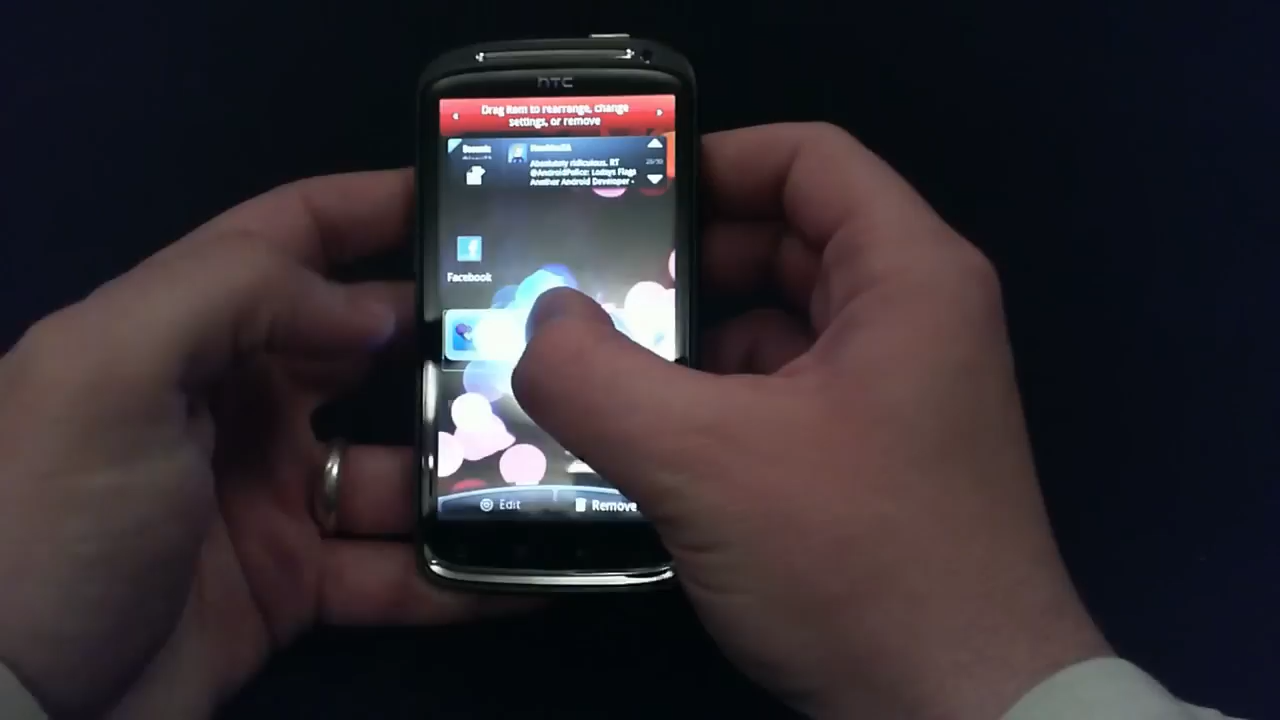 hTC
Drag item to rearrange, change
settings, or remove
Absolutely ridiculous. RT
@AndroidPolice: Todays Flags
Another Android Developer -
Facebook
Edit
Remove